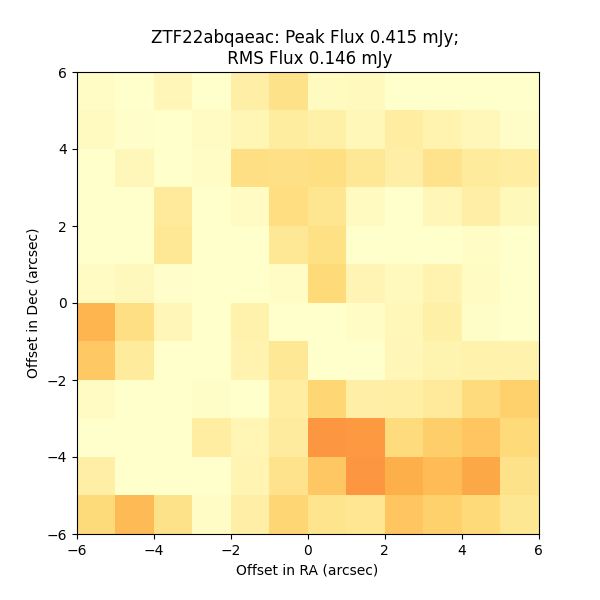 ZTF22abqaeac: Peak Flux 0.415 mJy;
RMS Flux 0.146 mJy
6
4
2
0
−2
−4
−6
Offset in Dec (arcsec)
−6 −4 −2 0 2 4 6
Offset in RA (arcsec)